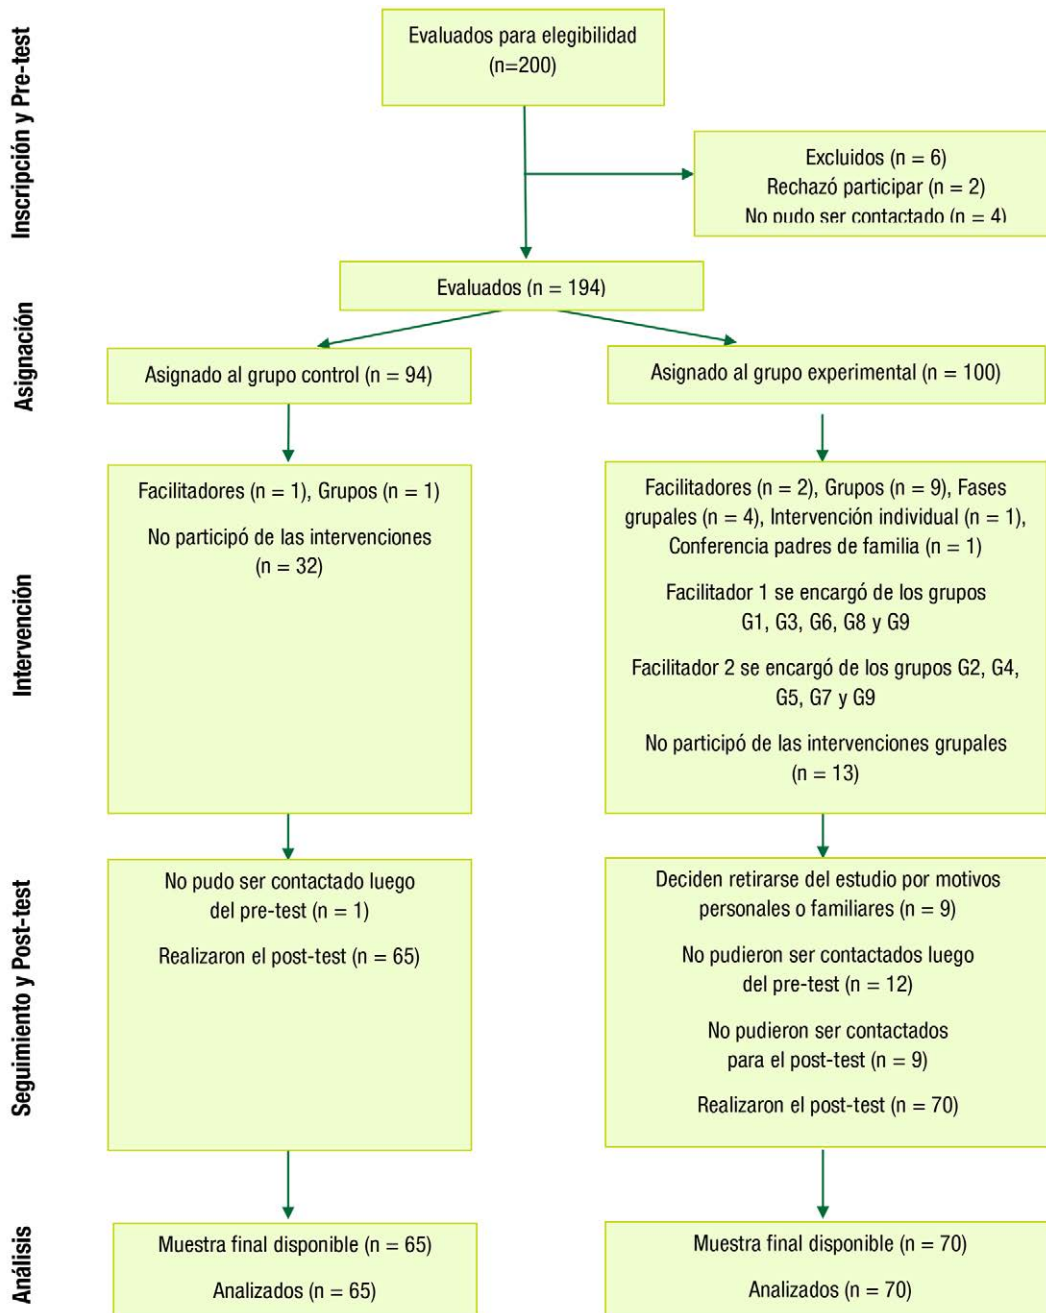 Inscripción y Pre-test
Evaluados para elegibilidad
(n=200)
Excluidos (n = 6)
Rechazó participar (n = 2)
No pudo ser contactado (n = 4)
Evaluados (n = 194)
Asignación
Asignado al grupo control (n = 94)
Asignado al grupo experimental (n = 100)
Intervención
Facilitadores (n = 1), Grupos (n = 1)
No participó de las intervenciones
(n = 32)
Facilitadores (n = 2), Grupos (n = 9), Fases
grupales (n = 4), Intervención individual (n = 1),
Conferencia padres de familia (n = 1)
Facilitador 1 se encargó de los grupos
G1, G3, G6, G8 y G9
Facilitador 2 se encargó de los grupos G2, G4,
G5, G7 y G9
No participó de las intervenciones grupales
(n = 13)
Seguimiento y Post-test
No pudo ser contactado luego
del pre-test (n = 1)
Realizaron el post-test (n = 65)
Deciden retirarse del estudio por motivos
personales o familiares (n = 9)
No pudieron ser contactados luego
del pre-test (n = 12)
No pudieron ser contactados
para el post-test (n = 9)
Realizaron el post-test (n = 70)
Análisis
Muestra final disponible (n = 65)
Analizados (n = 65)
Muestra final disponible (n = 70)
Analizados (n = 70)